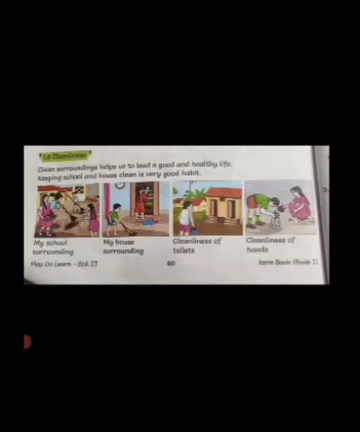 Cleanliness
Clean surroundings helps us to lead a good and healthy life.
Keeping school and house clean is very good habit.
My school surrounding
My house surrounding
Cleanliness of toilets
Cleanliness of hands
Play Do Learn - Std. II
60
Term Book (Book 1)